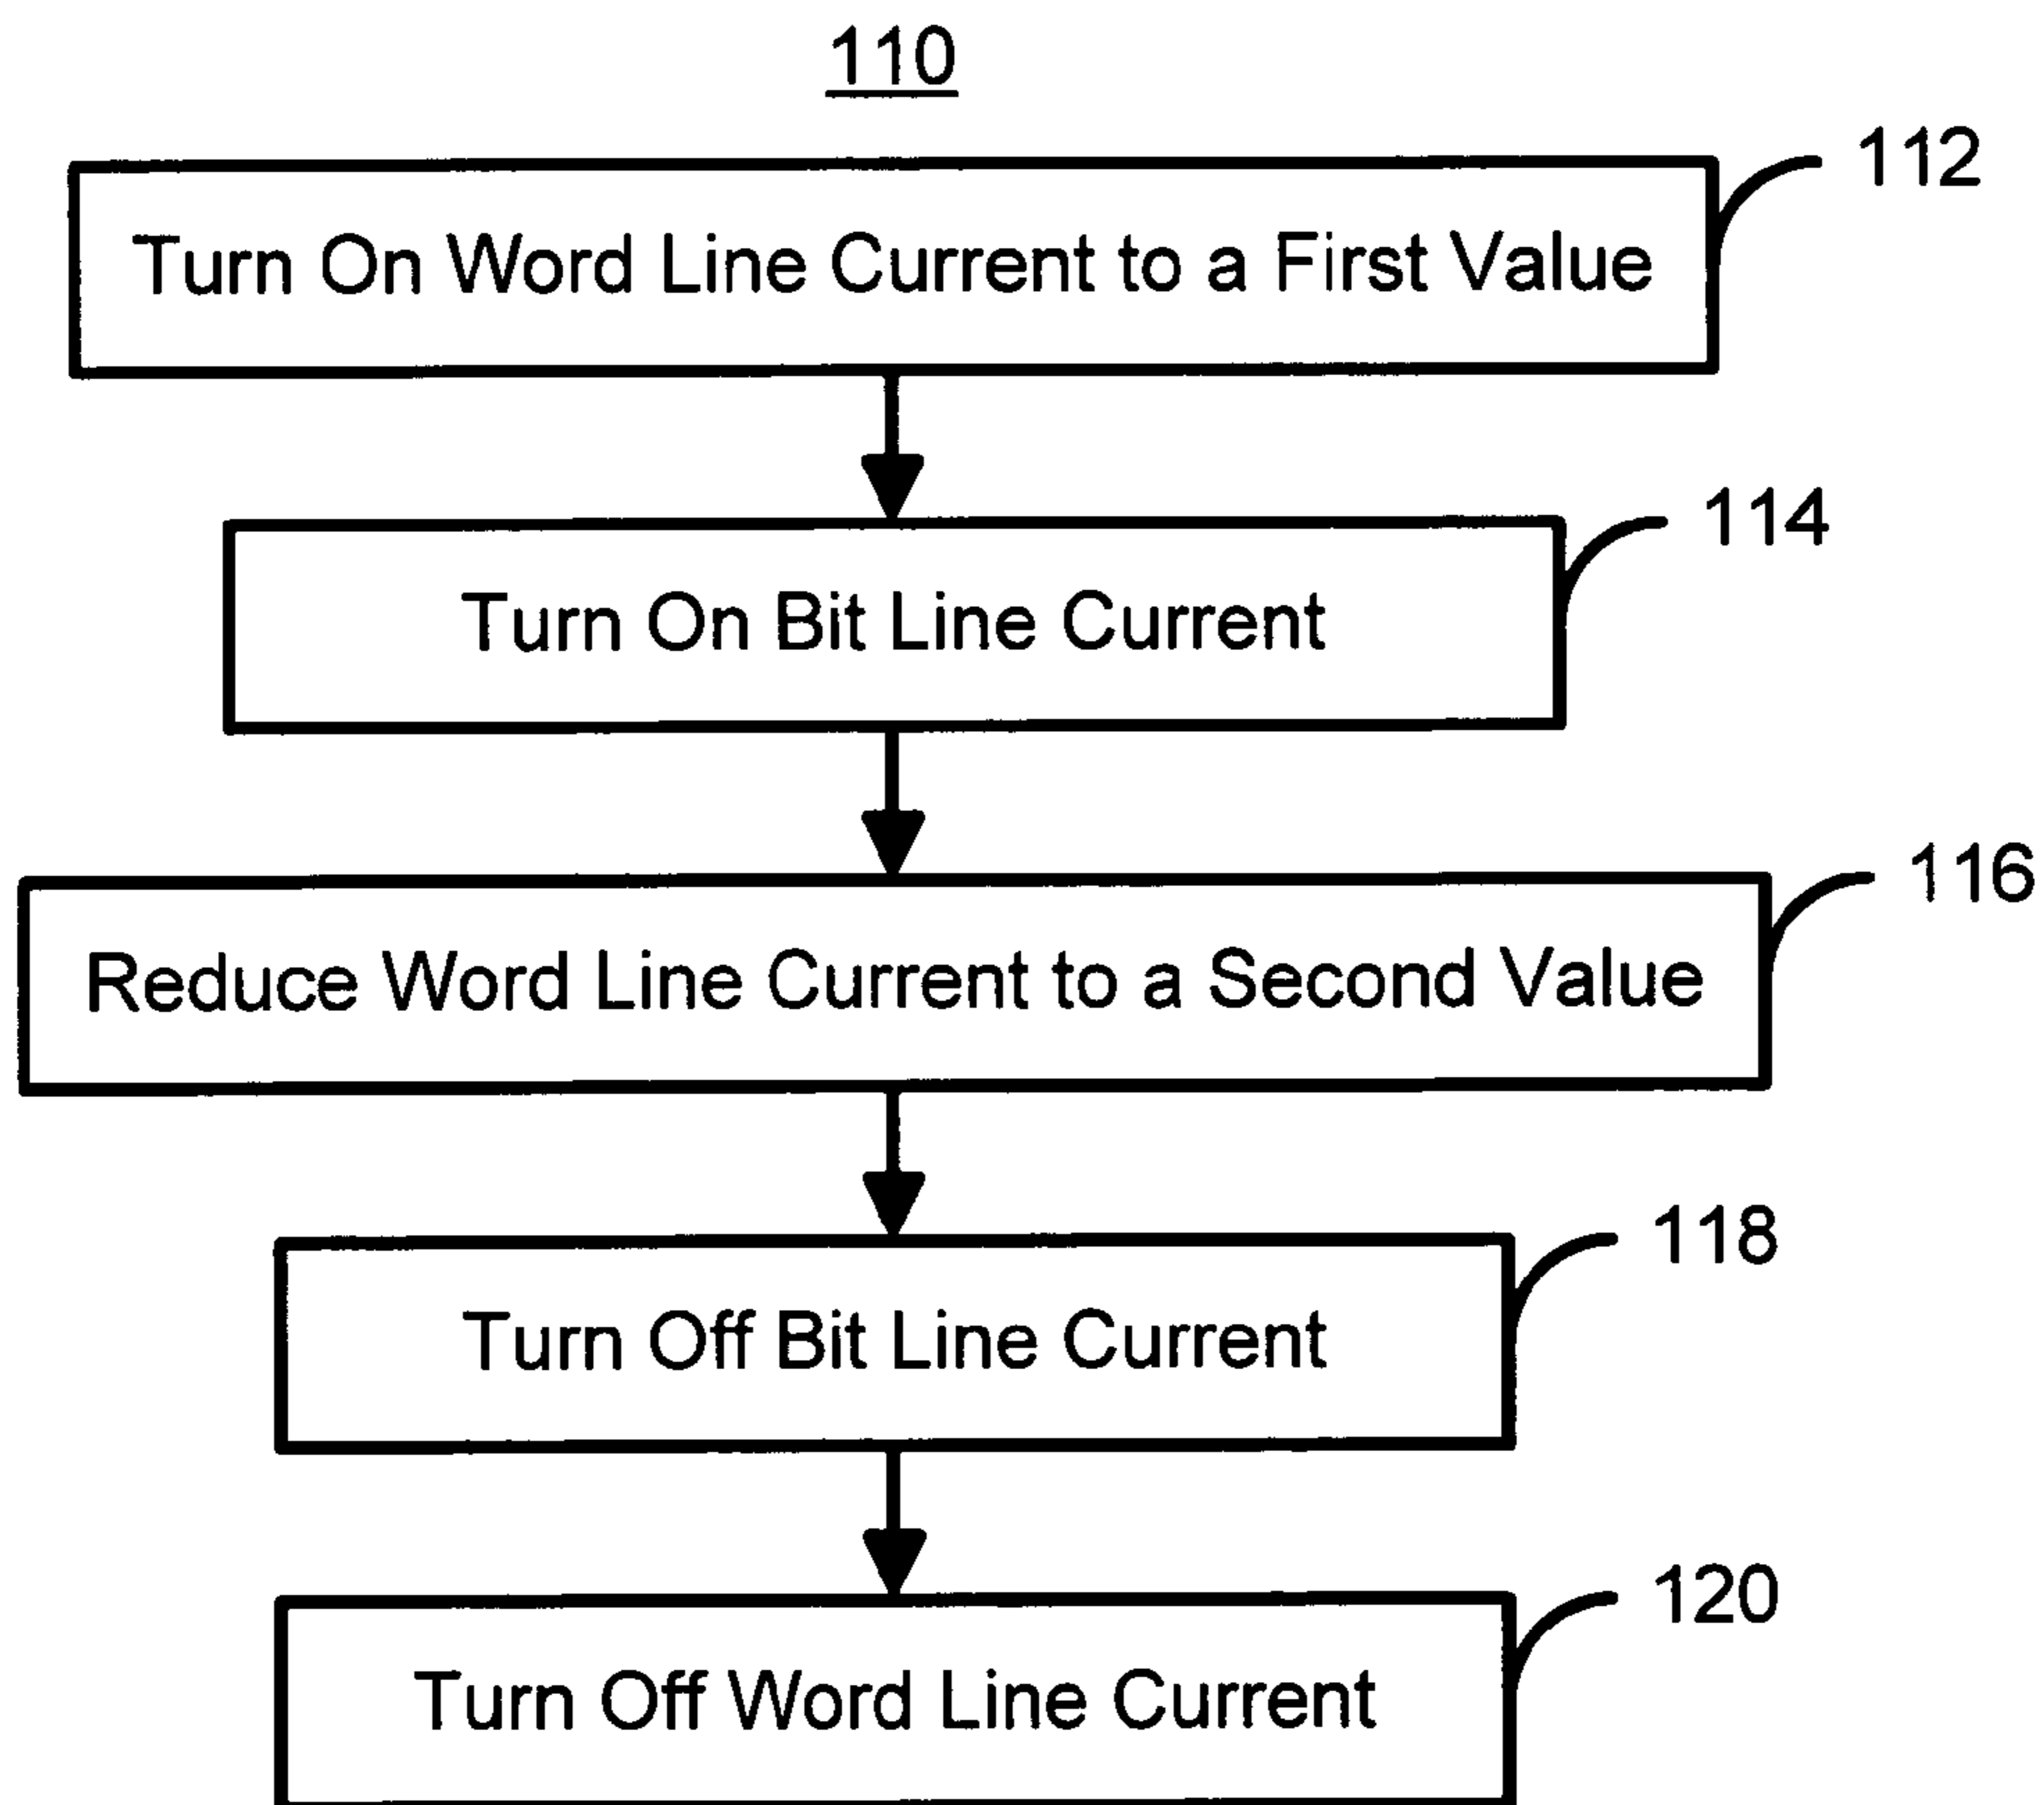 110
112
Turn On Word Line Current to a First Value
114
Turn On Bit Line Current
116
Reduce Word Line Current to a Second Value
118
Turn Off Bit Line Current
120
Turn Off Word Line Current